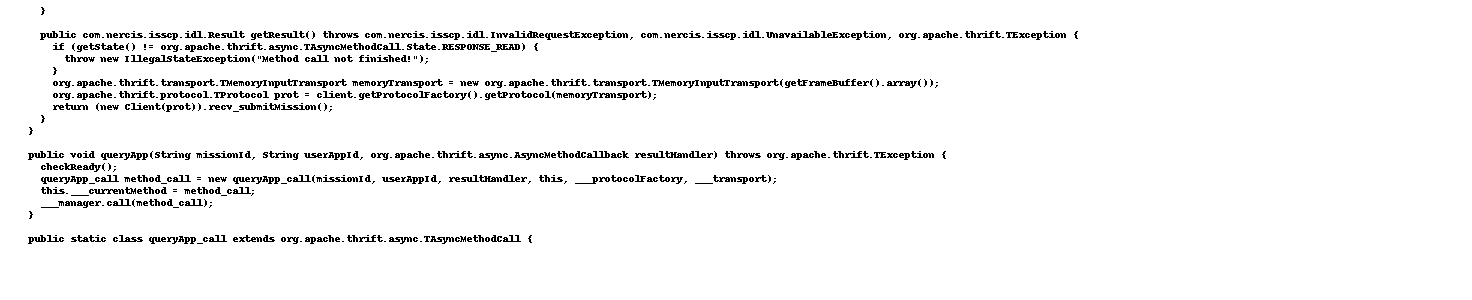 }
public com.nercis.isscp.idl.Result getResult() throws com.nercis.isscp.idl.InvalidRequestException, com.nercis.isscp.idl.UnavailableException, org.apache.thrift.TException {
if (getState() != org.apache.thrift.async.TAsyncMethodCall.State.RESPONSE_READ) {
throw new IllegalStateException("Method call not finished!");
}
org.apache.thrift.transport.TMemoryInputTransport memoryTransport = new org.apache.thrift.transport.TMemoryInputTransport(getFrameBuffer().array());
org.apache.thrift.protocol.TProtocol prot = client.getProtocolFactory().getProtocol(memoryTransport);
return (new Client(prot)).recv_submitMission();
}
}
public void queryApp(String missionId, String userAppId, org.apache.thrift.async.AsyncMethodCallback resultHandler) throws org.apache.thrift.TException {
checkReady();
queryApp_call method_call = new queryApp_call(missionId, userAppId, resultHandler, this, ___protocolFactory, ___transport);
this.___currentMethod = method_call;
___manager.call(method_call);
}
public static class queryApp_call extends org.apache.thrift.async.TAsyncMethodCall {